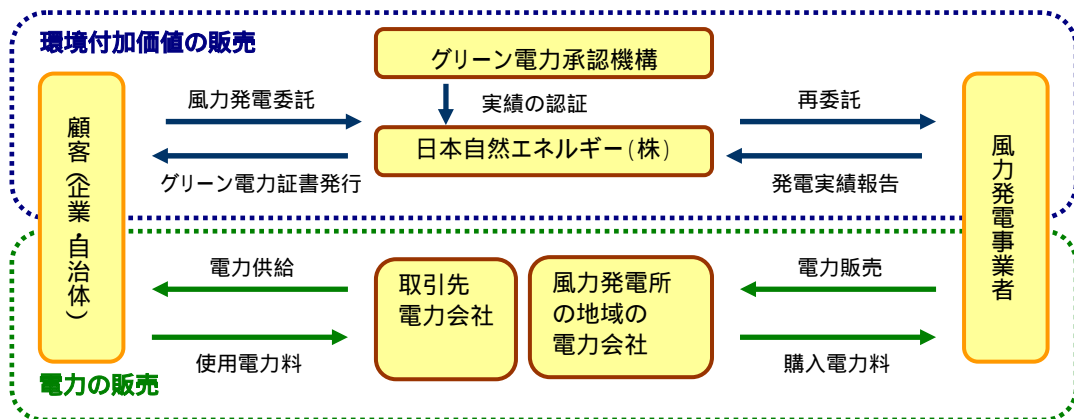 環境付加価値の販売
グリーン電力承認機構
風力発電委託
実績の認証
再委託
顧客(企業・自治体)
日本自然エネルギー(株)
風力発電事業者
グリーン電力証書発行
発電実績報告
電力供給
取引先
電力会社
風力発電所
の地域の
電力会社
電力販売
使用電力料
購入電力料
電力の販売